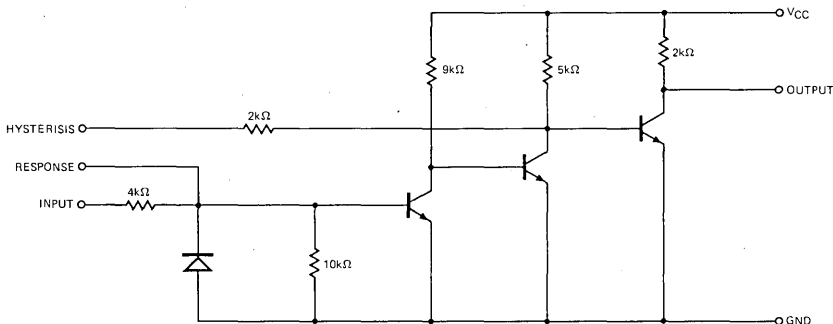 VCC
9kΩ
5kΩ
2kΩ
OUTPUT
2kΩ
HYSTERISIS
RESPONSE
4kΩ
INPUT
10kΩ
GND